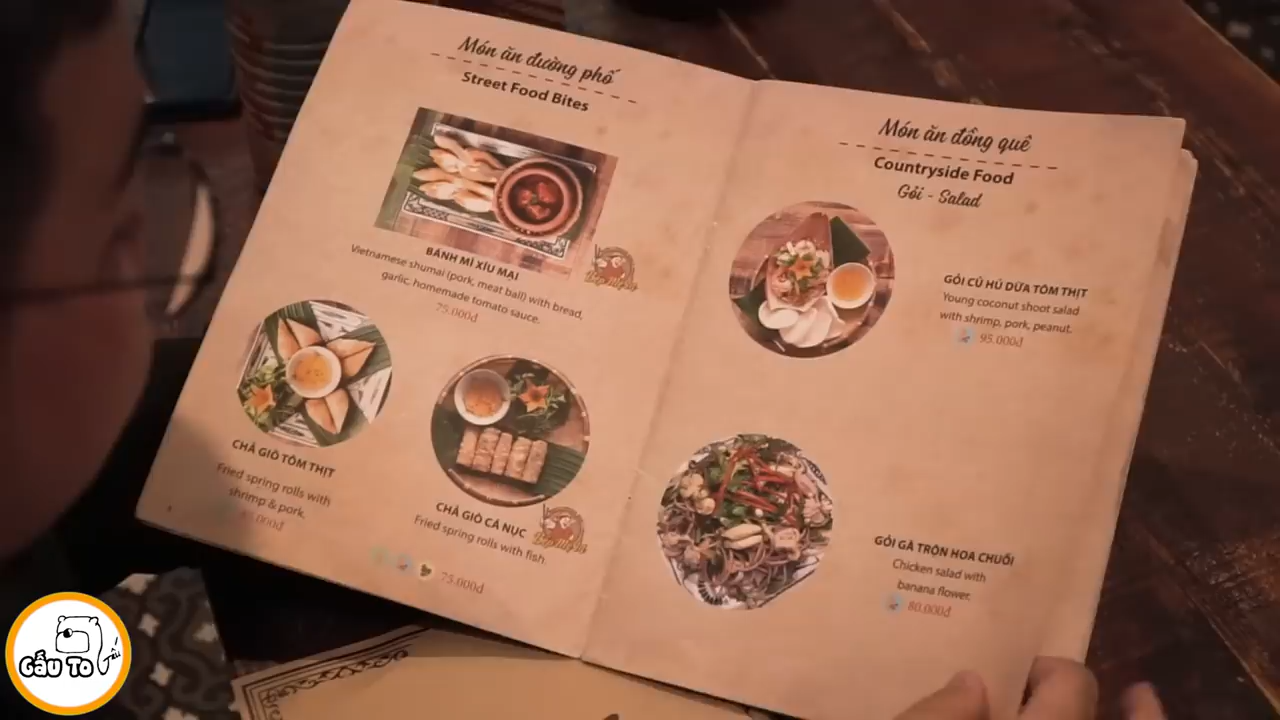 Món ăn đường phố
Street Food Bites
BÁNH MÌ XÍU MẠI
Vietnamese shumai (pork, meat ball) with bread,
garlic, homemade tomato sauce.
75.000đ
CHẢ GIÒ TÔM THỊT
Fried spring rolls with
shrimp & pork.
CHẢ GIÒ CÁ NỤC
Fried spring rolls with fish.
75.000đ
Món ăn đồng quê
Countryside Food
Gỏi - Salad
GỎI CỦ HỦ DỪA TÔM THỊT
Young coconut shoot salad
with shrimp, pork, peanut.
95.000đ
GỎI GÀ TRỘN HOA CHUỐI
Chicken salad with
banana flower.
80.000đ
GẤU TO